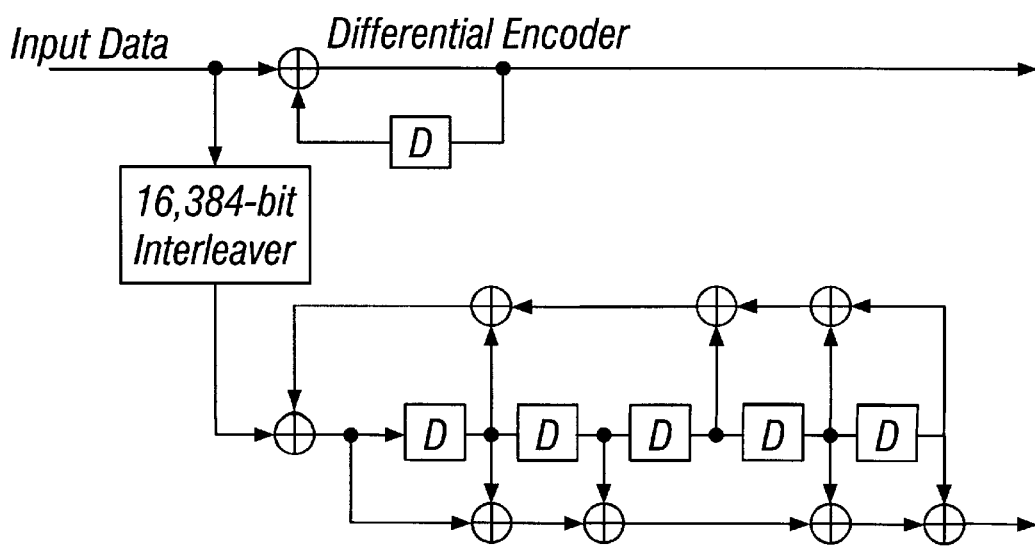 Input Data
Differential Encoder
D
16,384-bit
Interleaver
D
D
D
D
D